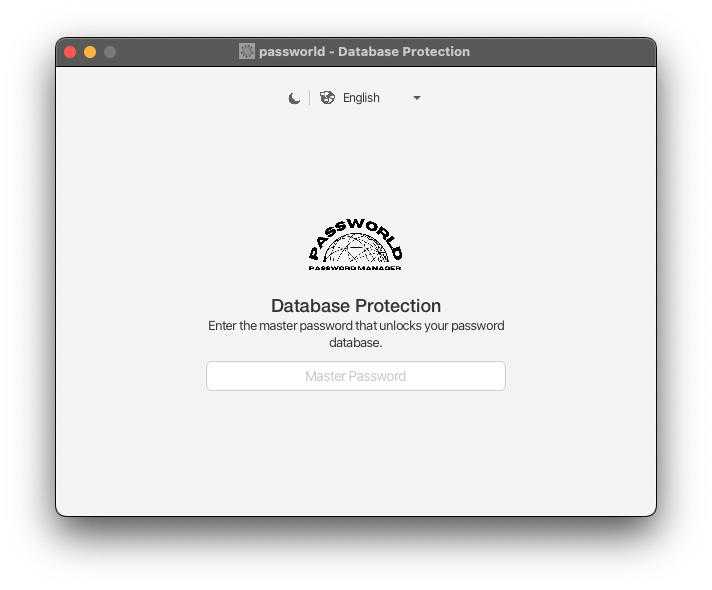 passworld - Database Protection
English
PASSWORLD
PASSWORD MANAGER
Database Protection
Enter the master password that unlocks your password
database.
Master Password